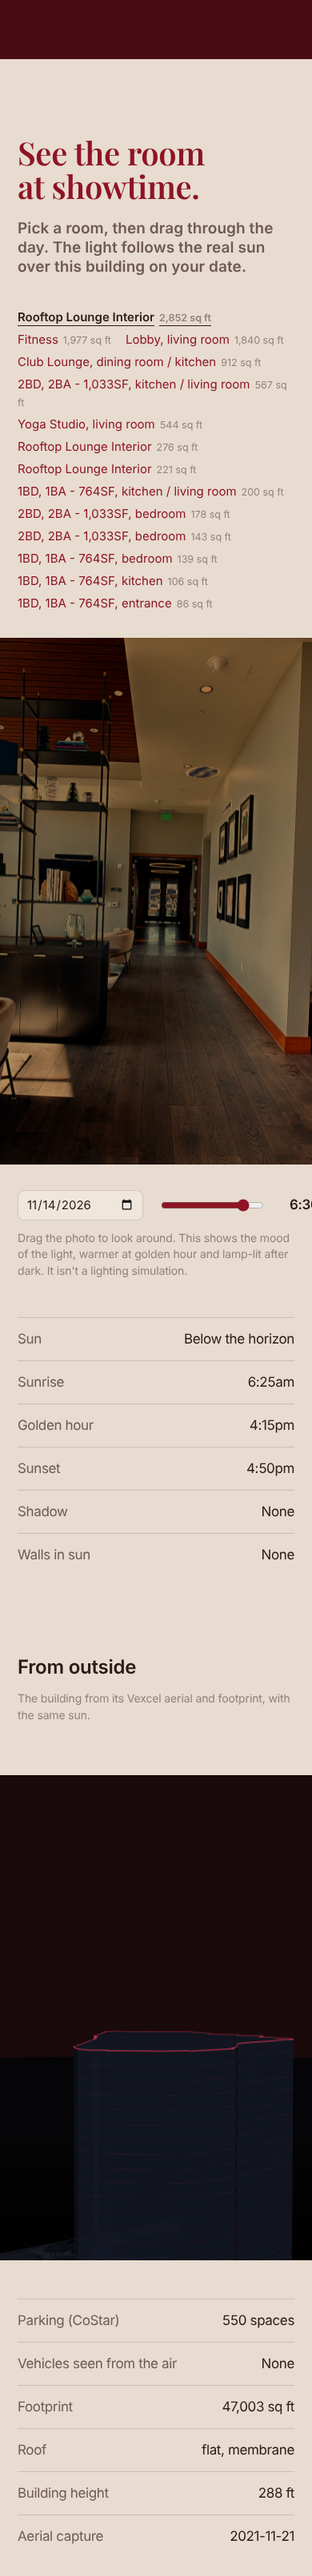 See the room
at showtime.
Pick a room, then drag through the
day. The light follows the real sun
over this building on your date.
Rooftop Lounge Interior 2,852 sq ft
Fitness 1,977 sq ft Lobby, living room 1,840 sq ft
Club Lounge, dining room / kitchen 912 sq ft
2BD, 2BA - 1,033SF, kitchen / living room 567 sq
ft
Yoga Studio, living room 544 sq ft
Rooftop Lounge Interior 276 sq ft
Rooftop Lounge Interior 221 sq ft
1BD, 1BA - 764SF, kitchen / living room 200 sq ft
2BD, 2BA - 1,033SF, bedroom 178 sq ft
2BD, 2BA - 1,033SF, bedroom 143 sq ft
1BD, 1BA - 764SF, bedroom 139 sq ft
1BD, 1BA - 764SF, kitchen 106 sq ft
1BD, 1BA - 764SF, entrance 86 sq ft
11/14/2026
Drag the photo to look around. This shows the mood
of the light, warmer at golden hour and lamp-lit after
dark. It isn't a lighting simulation.
Sun Below the horizon
Sunrise 6:25am
Golden hour 4:15pm
Sunset 4:50pm
Shadow None
Walls in sun None
From outside
The building from its Vexcel aerial and footprint, with
the same sun.
Parking (CoStar) 550 spaces
Vehicles seen from the air None
Footprint 47,003 sq ft
Roof flat, membrane
Building height 288 ft
Aerial capture 2021-11-21